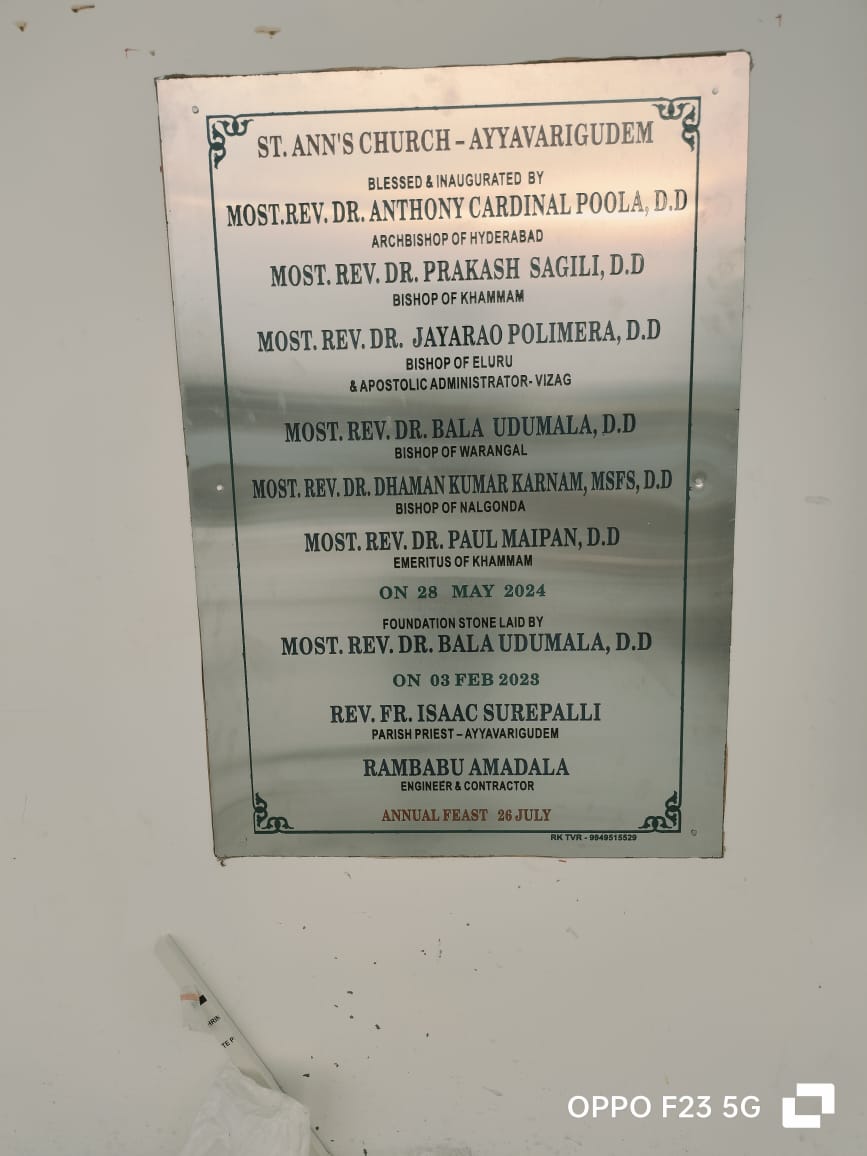 ST. ANN'S CHURCH – AYYAVARIGUDEM
BLESSED & INAUGURATED BY
MOST.REV. DR. ANTHONY CARDINAL POOLA, D.D
ARCHBISHOP OF HYDERABAD
MOST. REV. DR. PRAKASH SAGILI, D.D
BISHOP OF KHAMMAM
MOST. REV. DR. JAYARAO POLIMERA, D.D
BISHOP OF ELURU
& APOSTOLIC ADMINISTRATOR- VIZAG
MOST. REV. DR. BALA UDUMALA, D.D
BISHOP OF WARANGAL
MOST. REV. DR. DHAMAN KUMAR KARNAM, MSFS, D.D
BISHOP OF NALGONDA
MOST. REV. DR. PAUL MAIPAN, D.D
EMERITUS OF KHAMMAM
ON 28 MAY 2024
FOUNDATION STONE LAID BY
MOST. REV. DR. BALA UDUMALA, D.D
ON 03 FEB 2023
REV. FR. ISAAC SUREPALLI
PARISH PRIEST – AYYAVARIGUDEM
RAMBABU AMADALA
ENGINEER & CONTRACTOR
ANNUAL FEAST 26 JULY
RK TVR - 9949515529
OPPO F23 5G